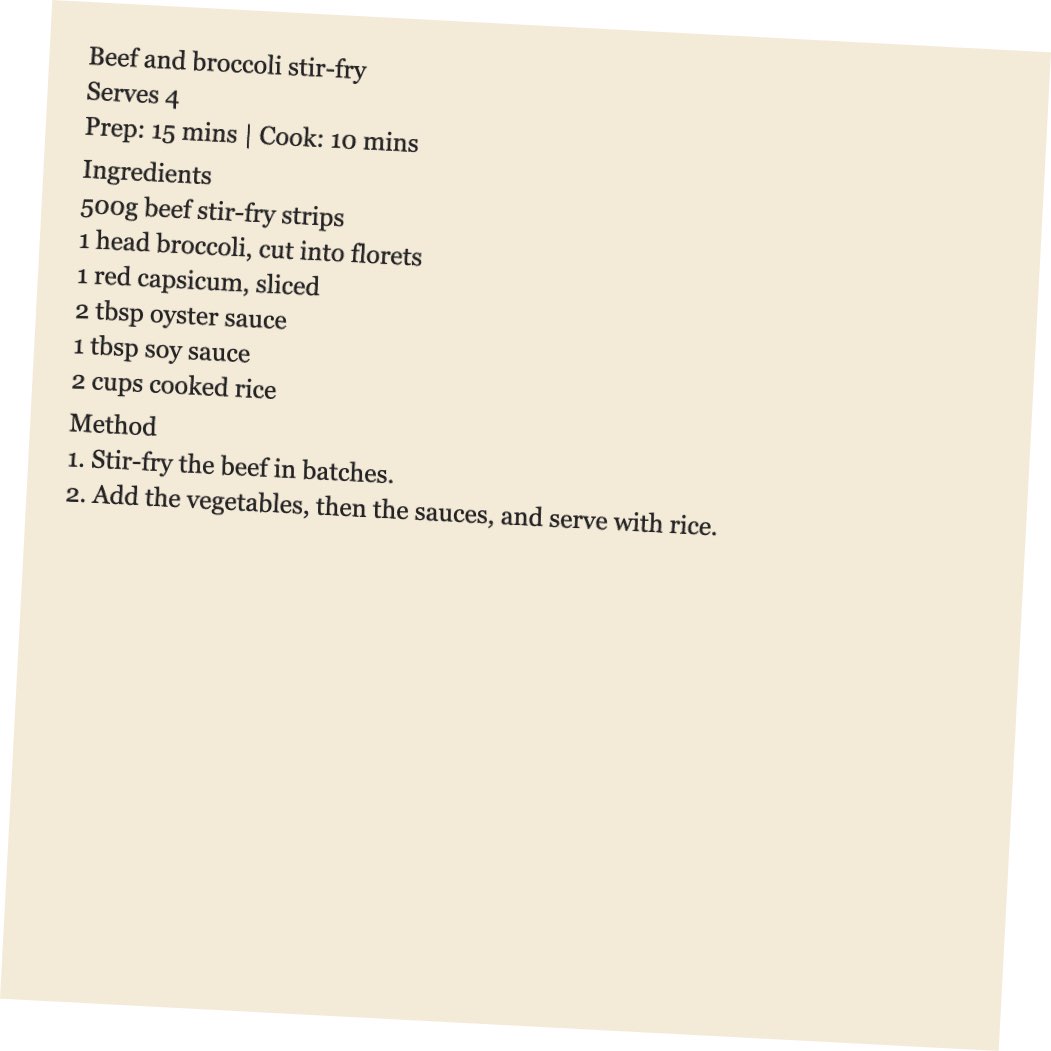 Beef and broccoli stir-fry
Serves 4
Prep: 15 mins | Cook: 10 mins
Ingredients
500g beef stir-fry strips
1 head broccoli, cut into florets
1 red capsicum, sliced
2 tbsp oyster sauce
1 tbsp soy sauce
2 cups cooked rice
Method
1. Stir-fry the beef in batches.
2. Add the vegetables, then the sauces, and serve with rice.